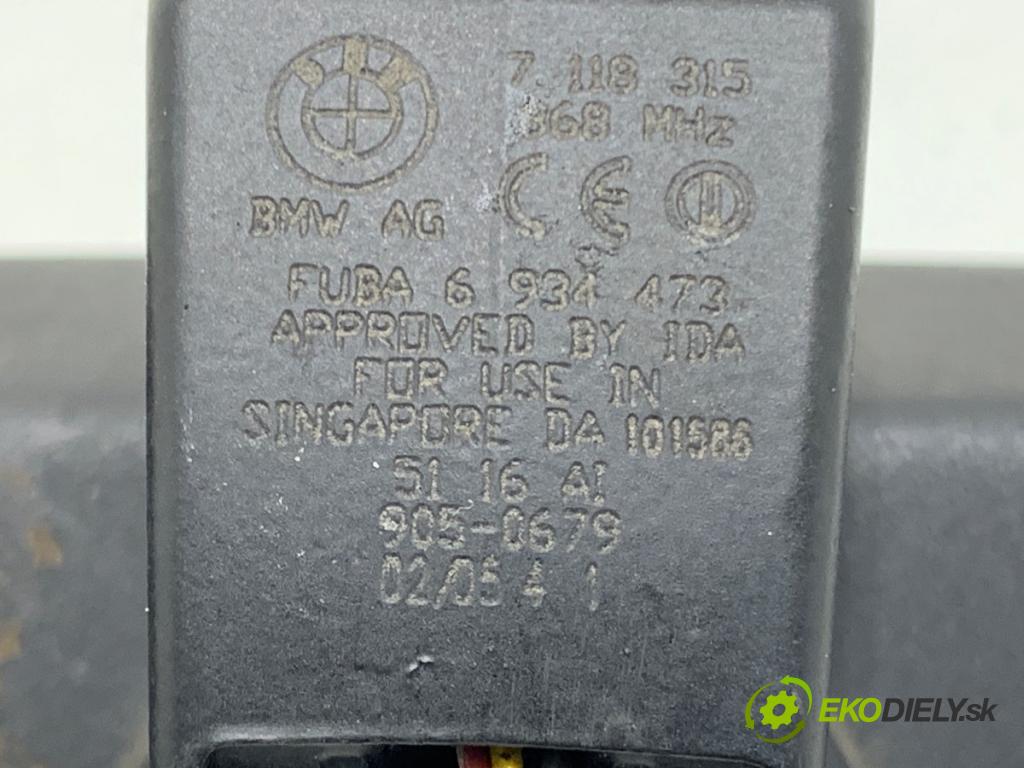 7 118 315
868 MHz
BMW AG
CE
FUBA 6 934 473
APPROVED BY IDA
FOR USE IN
SINGAPORE DA 101586
51 16 AI
905-0679
02/05 4 1
EKODIELY.sk